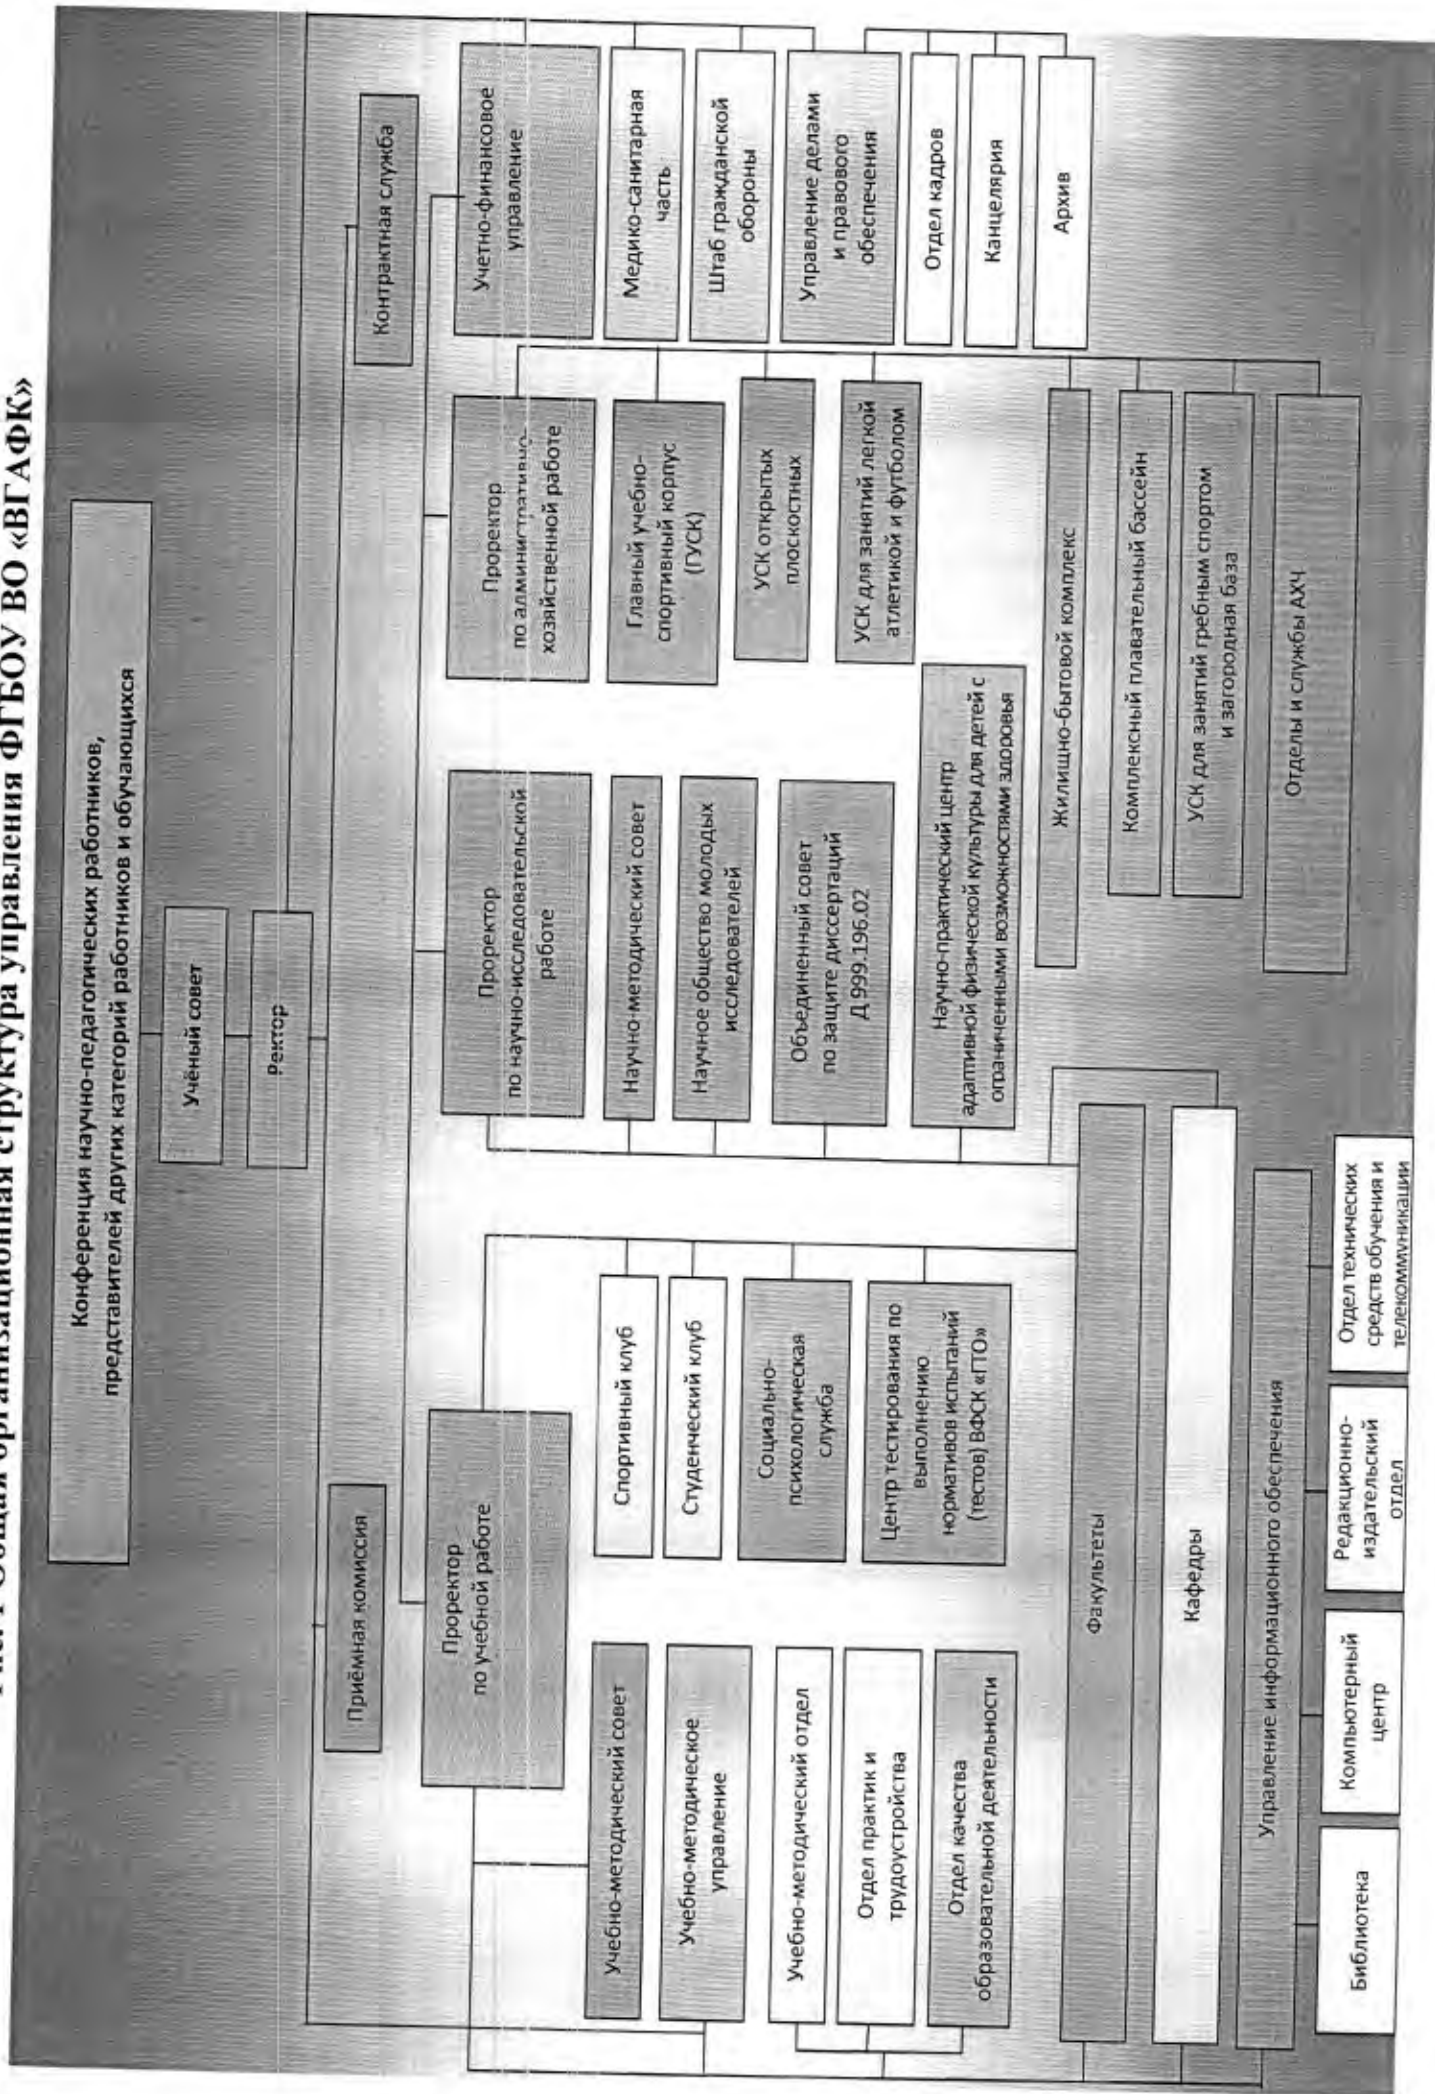 Общая организационная структура управления ФГБОУ ВО «ВГАФК»
Конференция научно-педагогических работников,
представителей других категорий работников и обучающихся
Учёный совет
Ректор
Приёмная комиссия
Контрактная служба
Проректор
по учебной работе
Проректор
по научно-исследовательской
работе
Проректор
по административно-
хозяйственной работе
Учетно-финансовое
управление
Учебно-методический совет
Учебно-методическое
управление
Учебно-методический отдел
Отдел практик и
трудоустройства
Отдел качества
образовательной деятельности
Спортивный клуб
Студенческий клуб
Социально-
психологическая
служба
Центр тестирования по
выполнению
нормативов испытаний
(тестов) ВФСК «ГТО»
Научно-методический совет
Научное общество молодых
исследователей
Объединенный совет
по защите диссертаций
Д 999.196.02
Научно-практический центр
адаптивной физической культуры для детей с
ограниченными возможностями здоровья
Главный учебно-
спортивный корпус
(ГУСК)
УСК открытых
плоскостных
УСК для занятий легкой
атлетикой и футболом
Жилищно-бытовой комплекс
Комплексный плавательный бассейн
УСК для занятий гребным спортом
и загородная база
Отделы и службы АХЧ
Медико-санитарная
часть
Штаб гражданской
обороны
Управление делами
и правового
обеспечения
Отдел кадров
Канцелярия
Архив
Факультеты
Кафедры
Управление информационного обеспечения
Библиотека
Компьютерный
центр
Редакционно-
издательский
отдел
Отдел технических
средств обучения и
телекоммуникации